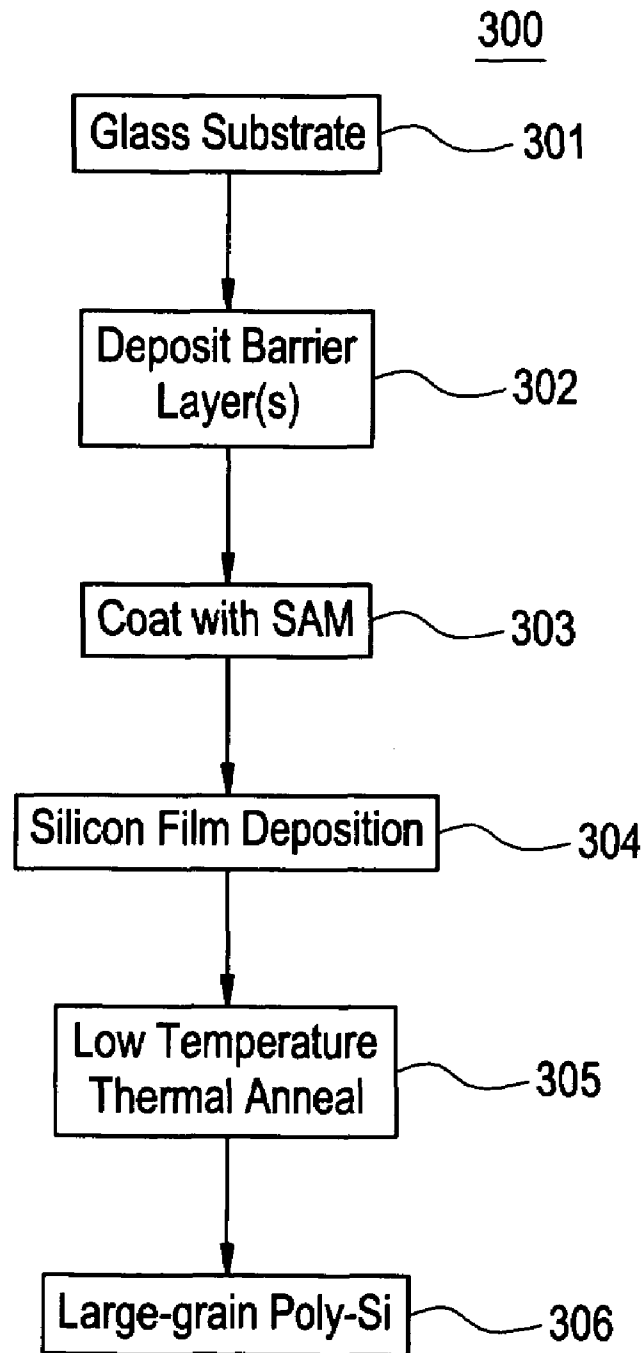 300
Glass Substrate
301
Deposit Barrier
Layer(s)
302
Coat with SAM
303
Silicon Film Deposition
304
Low Temperature
Thermal Anneal
305
Large-grain Poly-Si
306